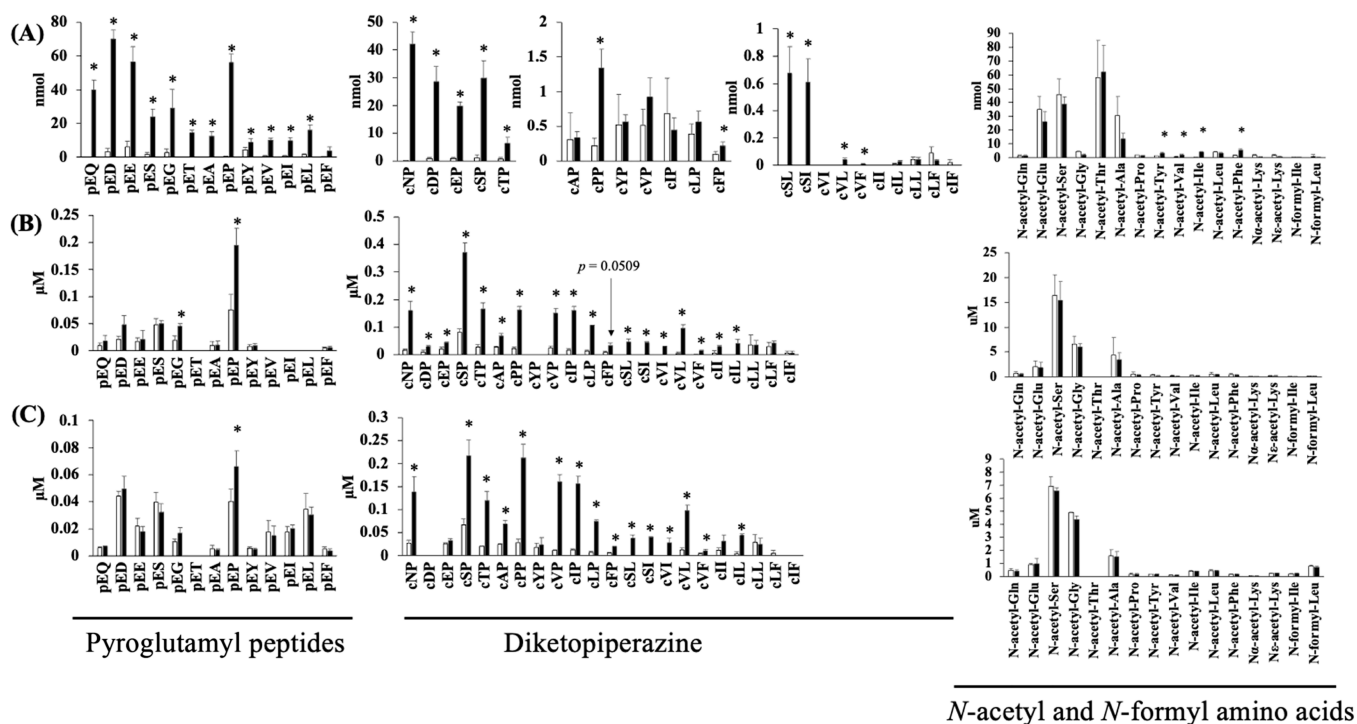 (A)
nmol
80
60
40
20
0
* * * * * * * * * * * *
pEQ pED pEE pES pEG pET pEA pEP pEY pEV pEI pEL pEF
nmol
50
40
30
20
10
0
* * * * *
cNP cDP cEP cSP cTP
nmol
2
1.5
1
0.5
0
* *
cAP cPP cYP cVP cIP cLP cFP
nmol
1
0.8
0.6
0.4
0.2
0
* * * *
cSL cSI cVI cVL cVF cII cIL cLL cLF cIF
nmol
90
80
70
60
50
40
30
20
10
0
* * * *
N-acetyl-Gln
N-acetyl-Glu
N-acetyl-Ser
N-acetyl-Gly
N-acetyl-Thr
N-acetyl-Ala
N-acetyl-Pro
N-acetyl-Tyr
N-acetyl-Val
N-acetyl-Ile
N-acetyl-Leu
N-acetyl-Phe
Nα-acetyl-Lys
Nε-acetyl-Lys
N-formyl-Ile
N-formyl-Leu
(B)
μM
0.25
0.2
0.15
0.1
0.05
0
* *
pEQ pED pEE pES pEG pET pEA pEP pEY pEV pEI pEL pEF
μM
0.5
0.4
0.3
0.2
0.1
0
p = 0.0509
* * * * * * * * * * * * * * * * *
cNP cDP cEP cSP cTP cAP cPP cYP cVP cIP cLP cFP cSL cSI cVI cVL cVF cII cIL cLL cLF cIF
uM
25
20
15
10
5
0
N-acetyl-Gln
N-acetyl-Glu
N-acetyl-Ser
N-acetyl-Gly
N-acetyl-Thr
N-acetyl-Ala
N-acetyl-Pro
N-acetyl-Tyr
N-acetyl-Val
N-acetyl-Ile
N-acetyl-Leu
N-acetyl-Phe
Nα-acetyl-Lys
Nε-acetyl-Lys
N-formyl-Ile
N-formyl-Leu
(C)
μM
0.1
0.08
0.06
0.04
0.02
0
*
pEQ pED pEE pES pEG pET pEA pEP pEY pEV pEI pEL pEF
μM
0.3
0.25
0.2
0.15
0.1
0.05
0
* * * * * * * * * * * * * * *
cNP cDP cEP cSP cTP cAP cPP cYP cVP cIP cLP cFP cSL cSI cVI cVL cVF cII cIL cLL cLF cIF
uM
9
8
7
6
5
4
3
2
1
0
N-acetyl-Gln
N-acetyl-Glu
N-acetyl-Ser
N-acetyl-Gly
N-acetyl-Thr
N-acetyl-Ala
N-acetyl-Pro
N-acetyl-Tyr
N-acetyl-Val
N-acetyl-Ile
N-acetyl-Leu
N-acetyl-Phe
Nα-acetyl-Lys
Nε-acetyl-Lys
N-formyl-Ile
N-formyl-Leu
Pyroglutamyl peptides
Diketopiperazine
N-acetyl and N-formyl amino acids